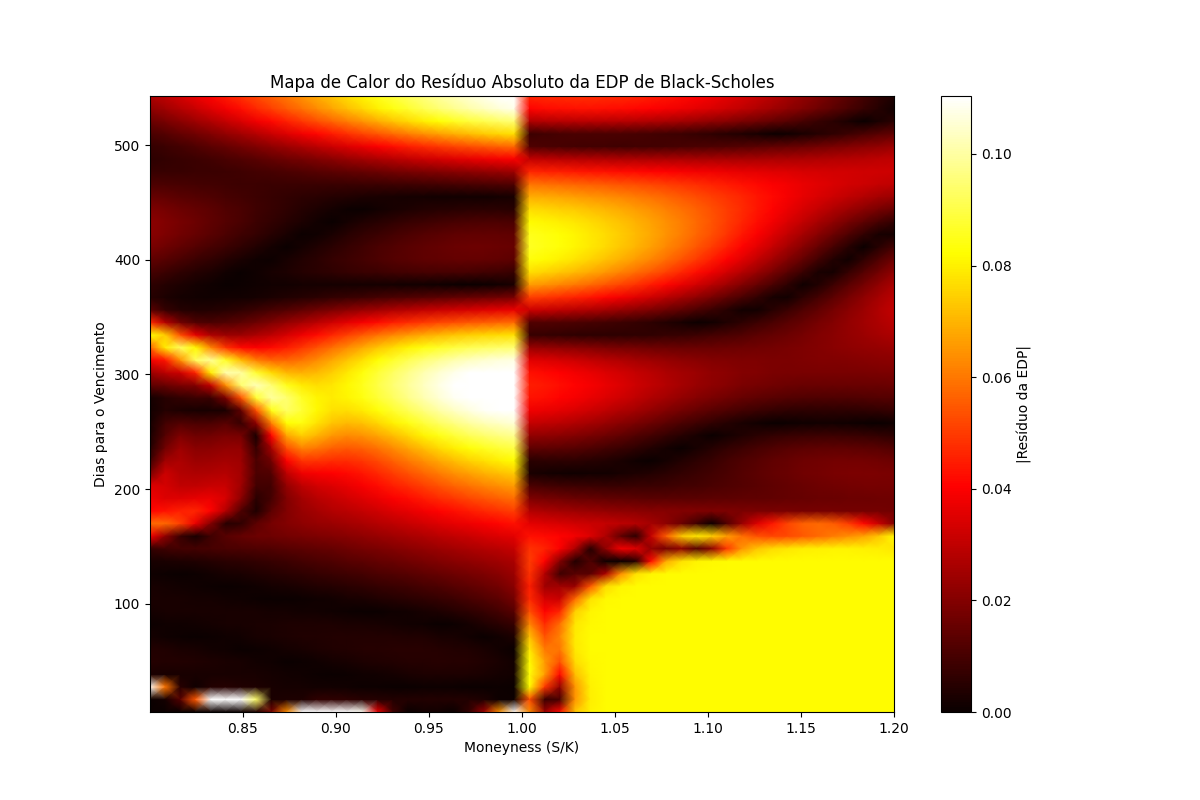 Mapa de Calor do Resíduo Absoluto da EDP de Black-Scholes
Dias para o Vencimento
500
400
300
200
100
0.85 0.90 0.95 1.00 1.05 1.10 1.15 1.20
Moneyness (S/K)
0.10
0.08
0.06
0.04
0.02
0.00
|Resíduo da EDP|